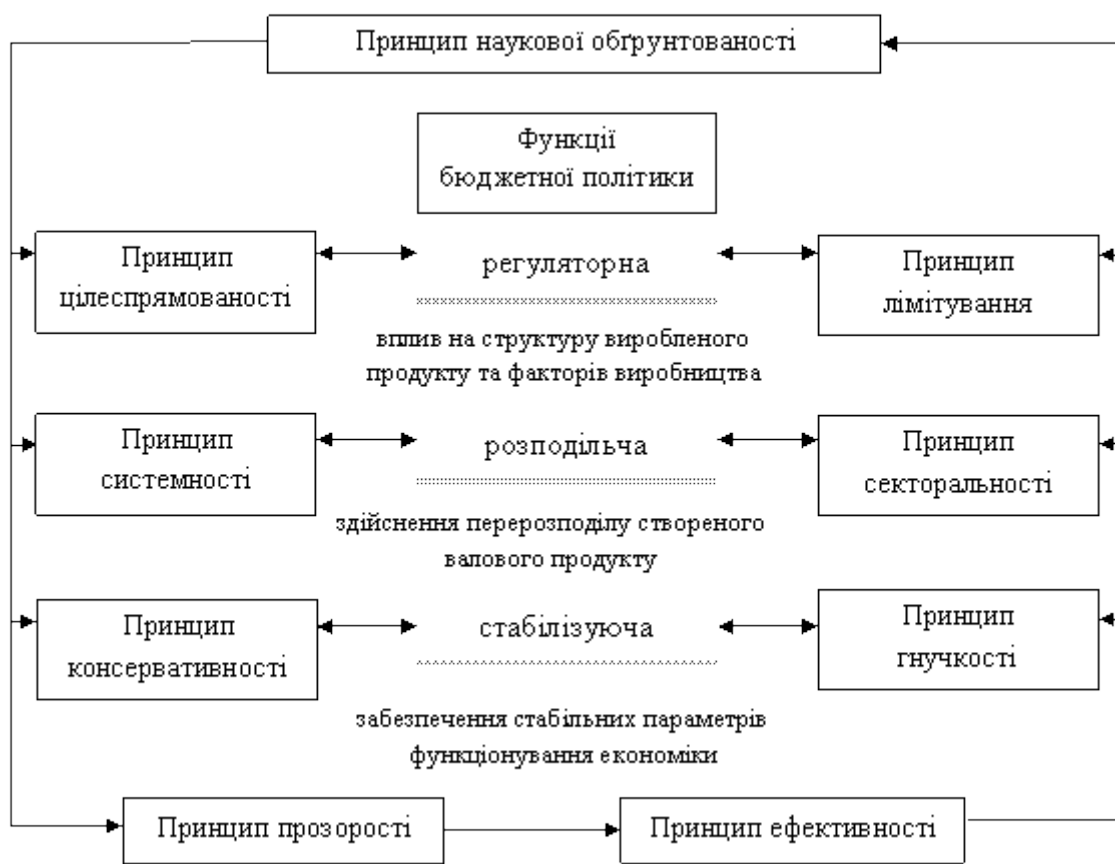 Принцип наукової обґрунтованості
Функції
бюджетної політики
Принцип
цілеспрямованості
регуляторна
Принцип
лімітування
вплив на структуру виробленого
продукту та факторів виробництва
Принцип
системності
розподільча
Принцип
секторальності
здійснення перерозподілу створеного
валового продукту
Принцип
консервативності
стабілізуюча
Принцип
гнучкості
забезпечення стабільних параметрів
функціонування економіки
Принцип прозорості
Принцип ефективності